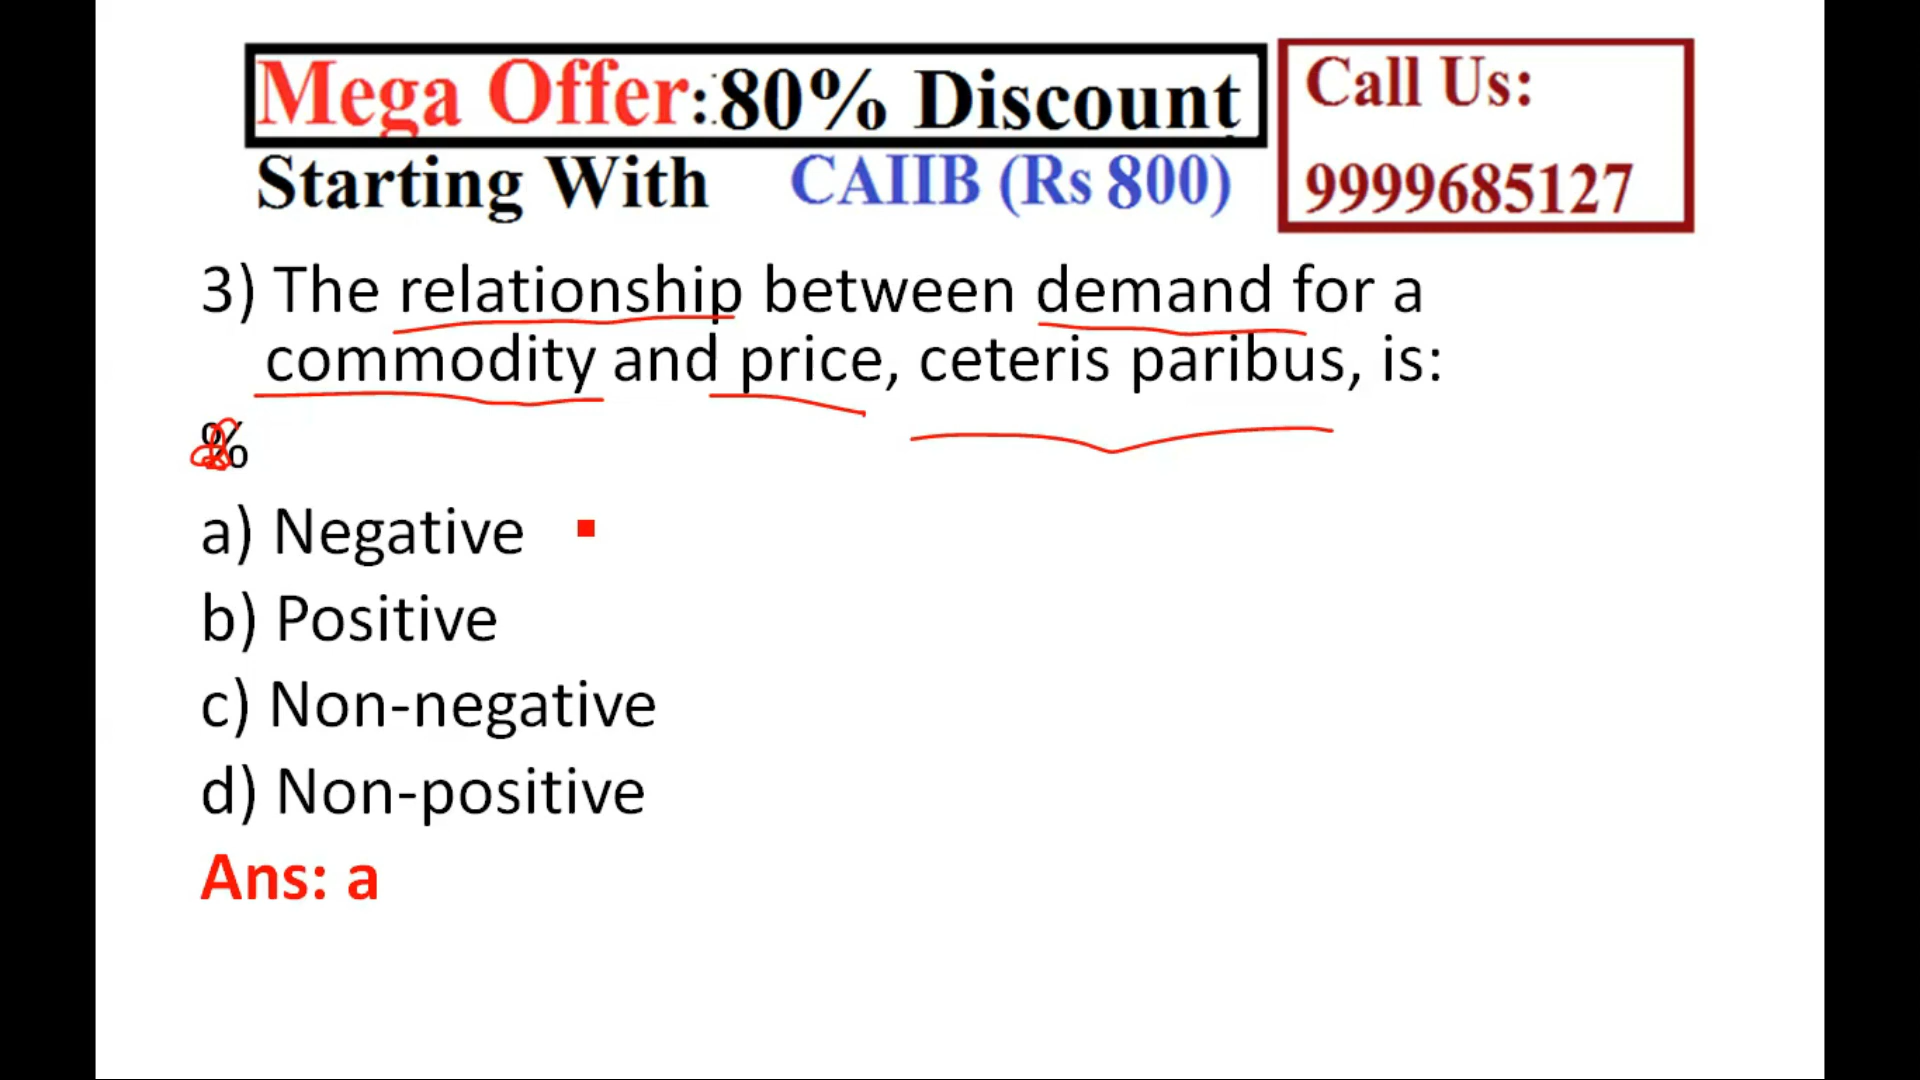 Mega Offer: 80% Discount
Starting With CAIIB (Rs 800)
Call Us:
9999685127
3) The relationship between demand for a
commodity and price, ceteris paribus, is:
%
a) Negative
b) Positive
c) Non-negative
d) Non-positive
Ans: a